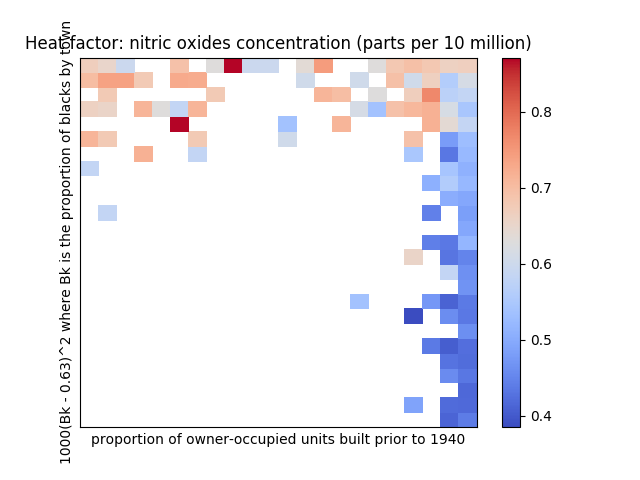 Heat factor: nitric oxides concentration (parts per 10 million)
1000(Bk - 0.63)^2 where Bk is the proportion of blacks by town
proportion of owner-occupied units built prior to 1940
0.8
0.7
0.6
0.5
0.4